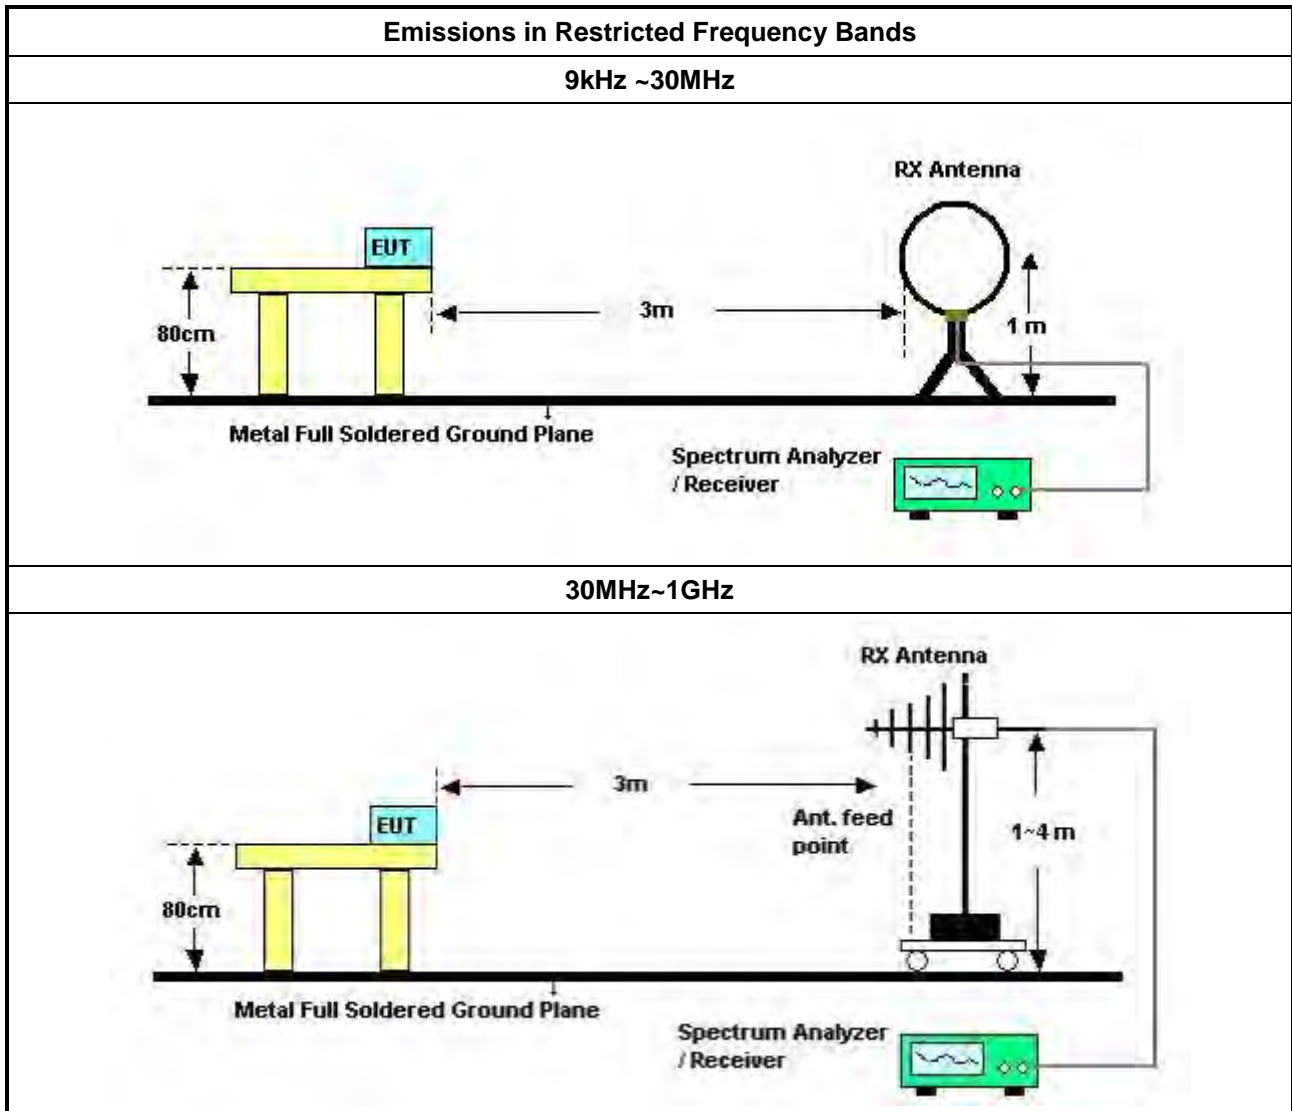 Emissions in Restricted Frequency Bands
9kHz ~30MHz
RX Antenna
EUT
3m
80cm
1 m
Metal Full Soldered Ground Plane
Spectrum Analyzer
/ Receiver
30MHz~1GHz
RX Antenna
3m
EUT
Ant. feed
point
1~4 m
80cm
Metal Full Soldered Ground Plane
Spectrum Analyzer
/ Receiver